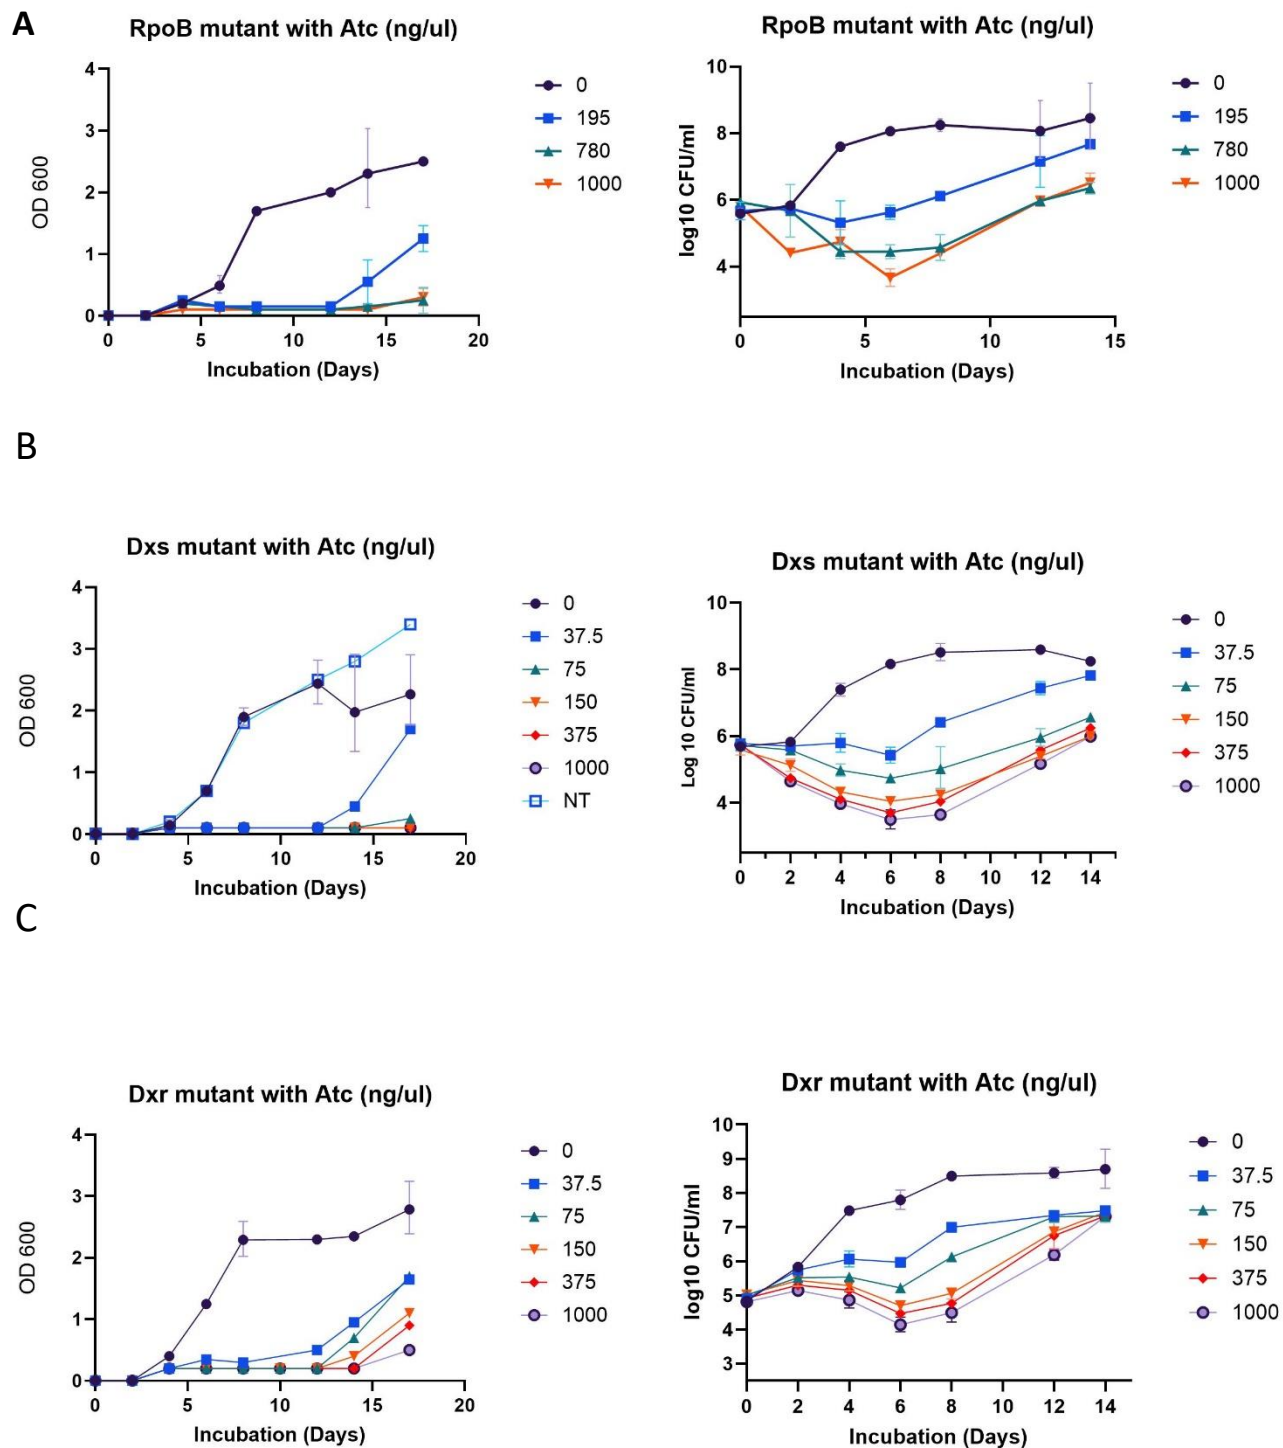 A
RpoB mutant with Atc (ng/ul)
4
3
2
1
0
OD 600
0 5 10 15 20
Incubation (Days)
0
195
780
1000
RpoB mutant with Atc (ng/ul)
10
8
6
4
log10 CFU/ml
0 5 10 15
Incubation (Days)
0
195
780
1000
B
Dxs mutant with Atc (ng/ul)
4
3
2
1
0
OD 600
0 5 10 15 20
Incubation (Days)
0
37.5
75
150
375
1000
NT
Dxs mutant with Atc (ng/ul)
10
8
6
4
Log 10 CFU/ml
0 2 4 6 8 10 12 14
Incubation (Days)
0
37.5
75
150
375
1000
C
Dxr mutant with Atc (ng/ul)
4
3
2
1
0
OD 600
0 5 10 15 20
Incubation (Days)
0
37.5
75
150
375
1000
Dxr mutant with Atc (ng/ul)
10
9
8
7
6
5
4
3
log10 CFU/ml
0 2 4 6 8 10 12 14
Incubation (Days)
0
37.5
75
150
375
1000